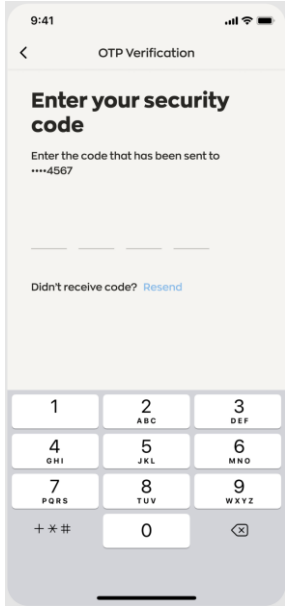 9:41
OTP Verification
Enter your security
code
Enter the code that has been sent to
••••4567
Didn't receive code? Resend
1
2
ABC
3
DEF
4
GHI
5
JKL
6
MNO
7
PQRS
8
TUV
9
WXYZ
+*#
0